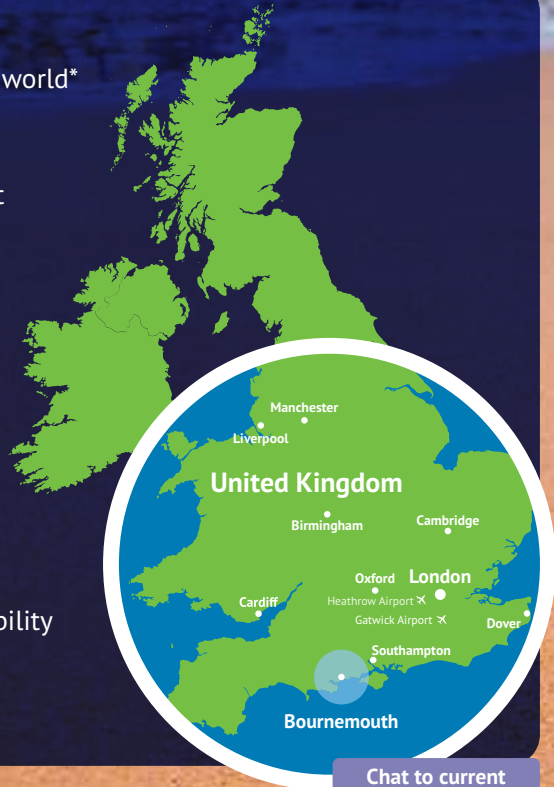 world*
t
Manchester
Liverpool
United Kingdom
Birmingham
Cambridge
Oxford
London
Heathrow Airport
Cardiff
Gatwick Airport
Dover
Southampton
Bournemouth
bility
Chat to current